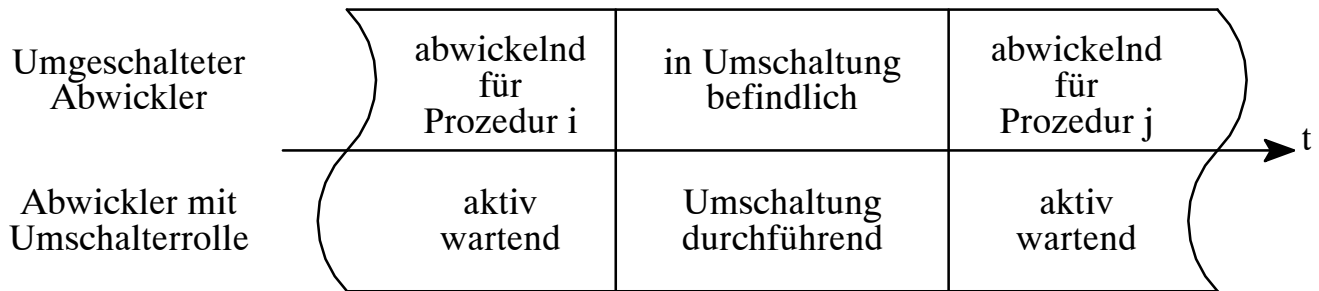 Umgeschalteter
Abwickler
abwickelnd
für
Prozedur i
in Umschaltung
befindlich
abwickelnd
für
Prozedur j
t
Abwickler mit
Umschalterrolle
aktiv
wartend
Umschaltung
durchführend
aktiv
wartend